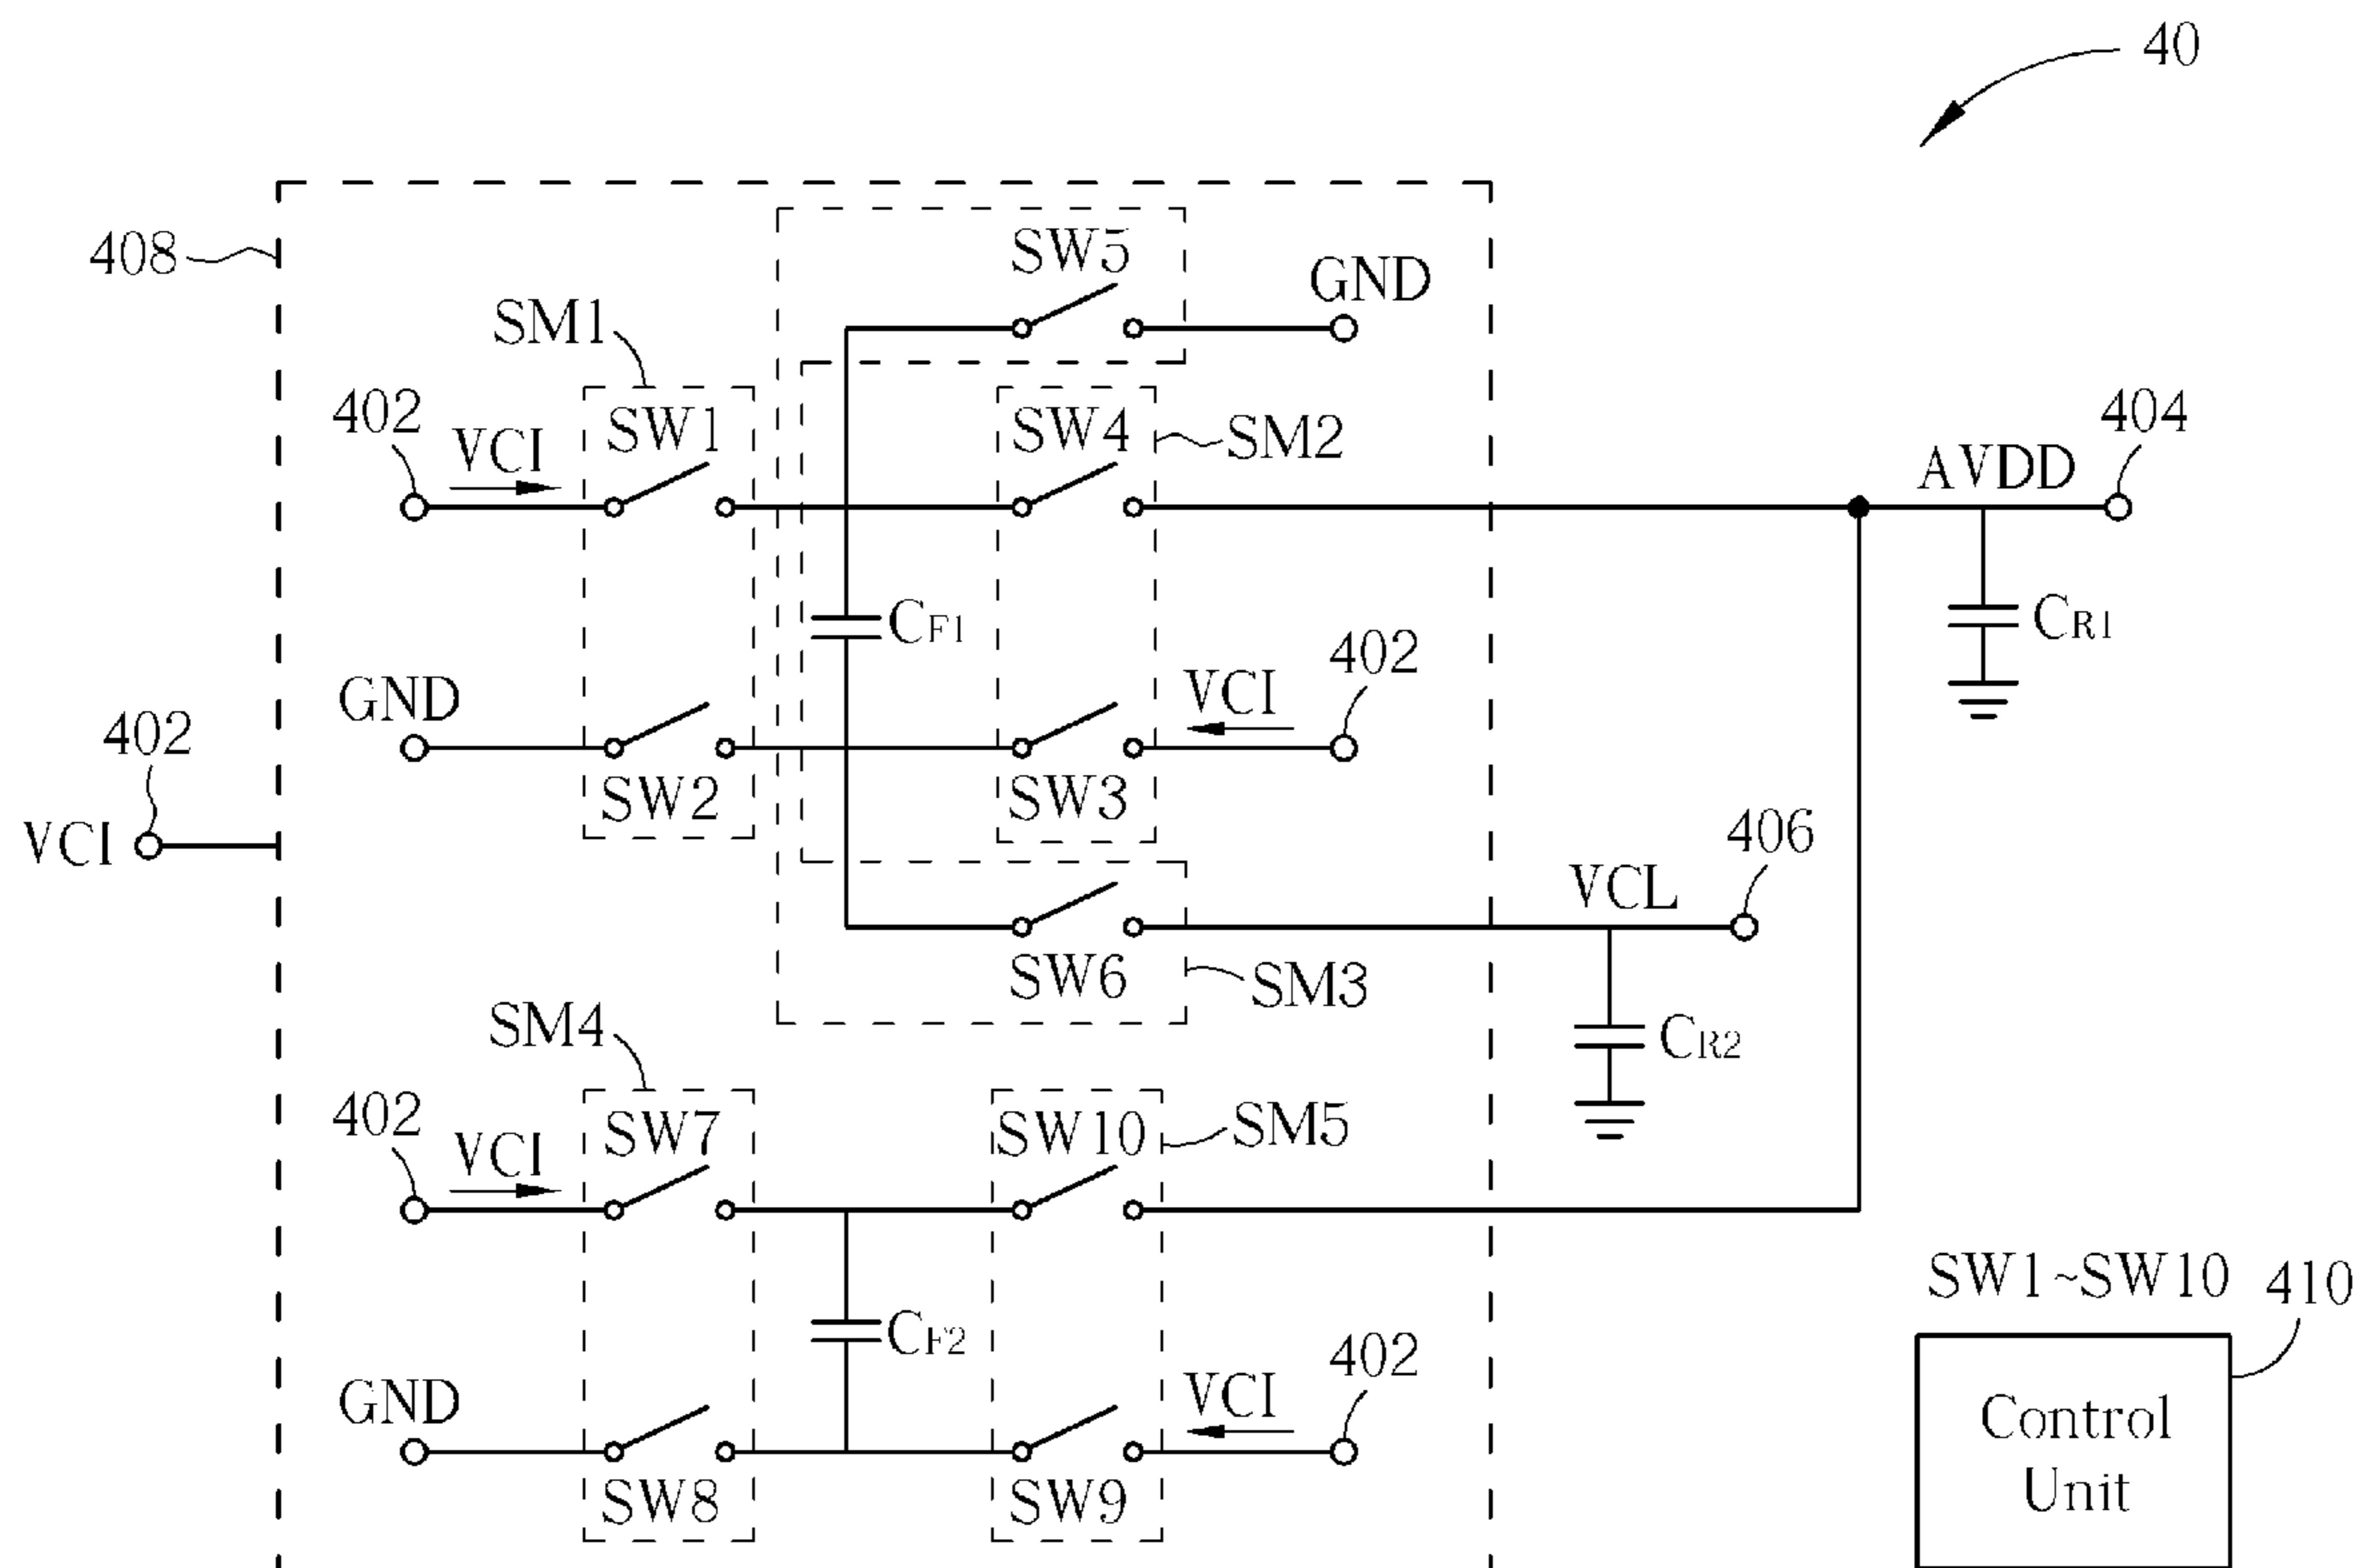 40
408
SW5
GND
SM1
402
VCI
SW1
SW4
SM2
404
AVDD
CF1
CR1
402
VCI
GND
402
VCI
SW2
SW3
406
VCL
SW6
SM3
SM4
CR2
402
VCI
SW7
SW10
SM5
SW1~SW10
410
CF2
402
VCI
GND
Control
Unit
SW8
SW9